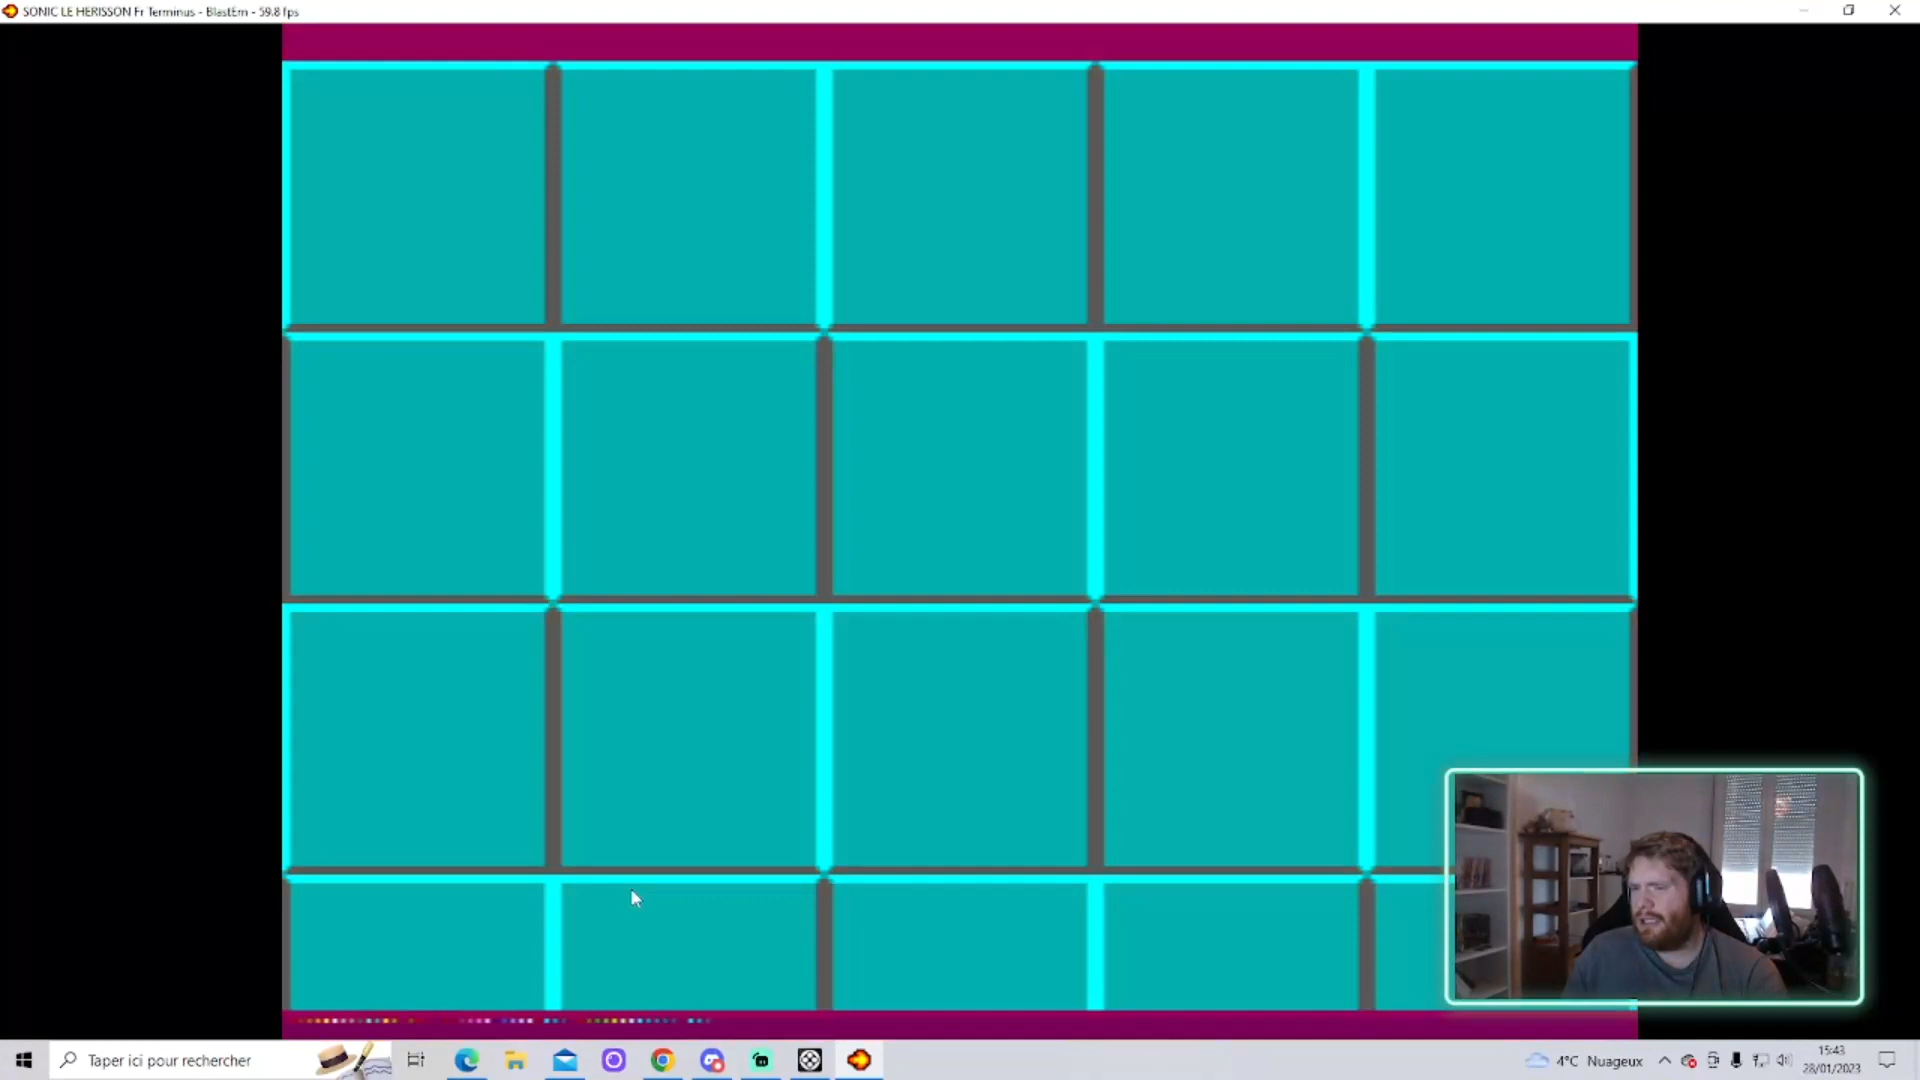 SONIC LE HERISSON Fr Terminus - BlastEm - 59.8 fps
Taper ici pour rechercher
4°C Nuageux
15:43
28/01/2023